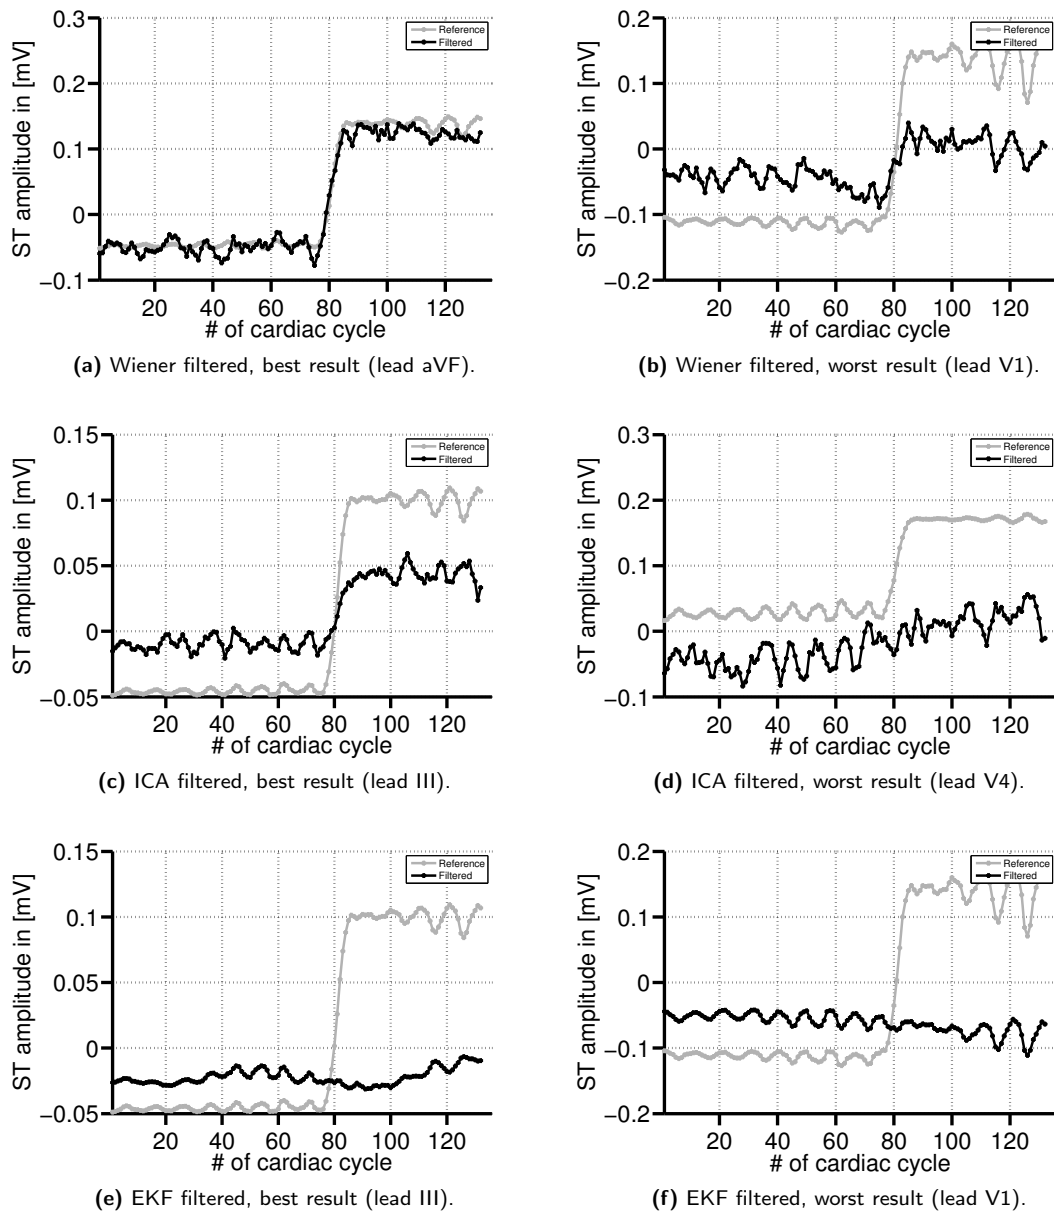 0.3
0.2
0.1
0
−0.1
ST amplitude in [mV]
Reference
Filtered
20 40 60 80 100 120
# of cardiac cycle
(a) Wiener filtered, best result (lead aVF).
0.2
0.1
0
−0.1
−0.2
ST amplitude in [mV]
Reference
Filtered
20 40 60 80 100 120
# of cardiac cycle
(b) Wiener filtered, worst result (lead V1).
0.15
0.1
0.05
0
−0.05
ST amplitude in [mV]
Reference
Filtered
20 40 60 80 100 120
# of cardiac cycle
(c) ICA filtered, best result (lead III).
0.3
0.2
0.1
0
−0.1
ST amplitude in [mV]
Reference
Filtered
20 40 60 80 100 120
# of cardiac cycle
(d) ICA filtered, worst result (lead V4).
0.15
0.1
0.05
0
−0.05
ST amplitude in [mV]
Reference
Filtered
20 40 60 80 100 120
# of cardiac cycle
(e) EKF filtered, best result (lead III).
0.2
0.1
0
−0.1
−0.2
ST amplitude in [mV]
Reference
Filtered
20 40 60 80 100 120
# of cardiac cycle
(f) EKF filtered, worst result (lead V1).